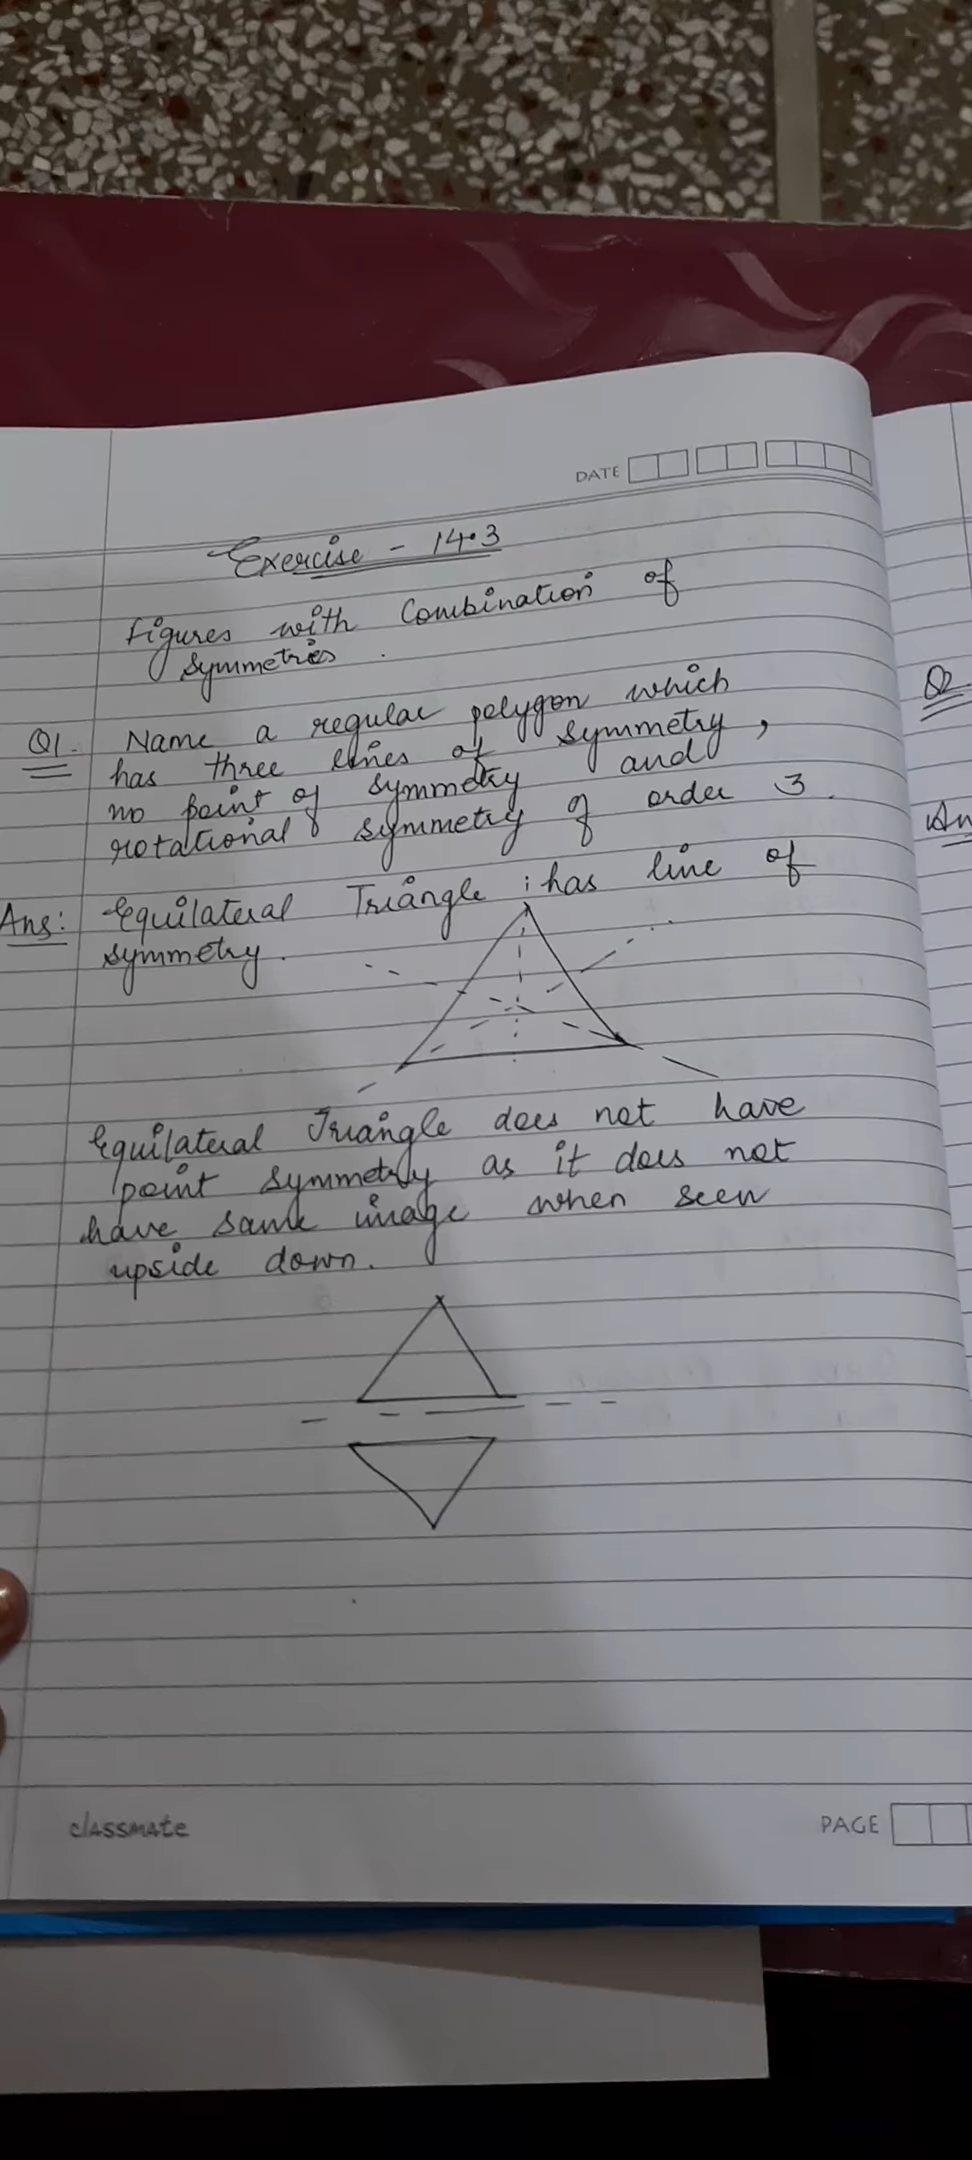 DATE
Exercise - 14.3
Figures with Combination of
Symmetries.
Q1. Name a regular polygon which
has three lines of symmetry,
no point of symmetry and
rotational symmetry of order 3.
Ans: Equilateral Triangle : has line of
symmetry.
Equilateral Triangle does not have
point symmetry as it does not
have same image when seen
upside down.
classmate
PAGE
Q2
An